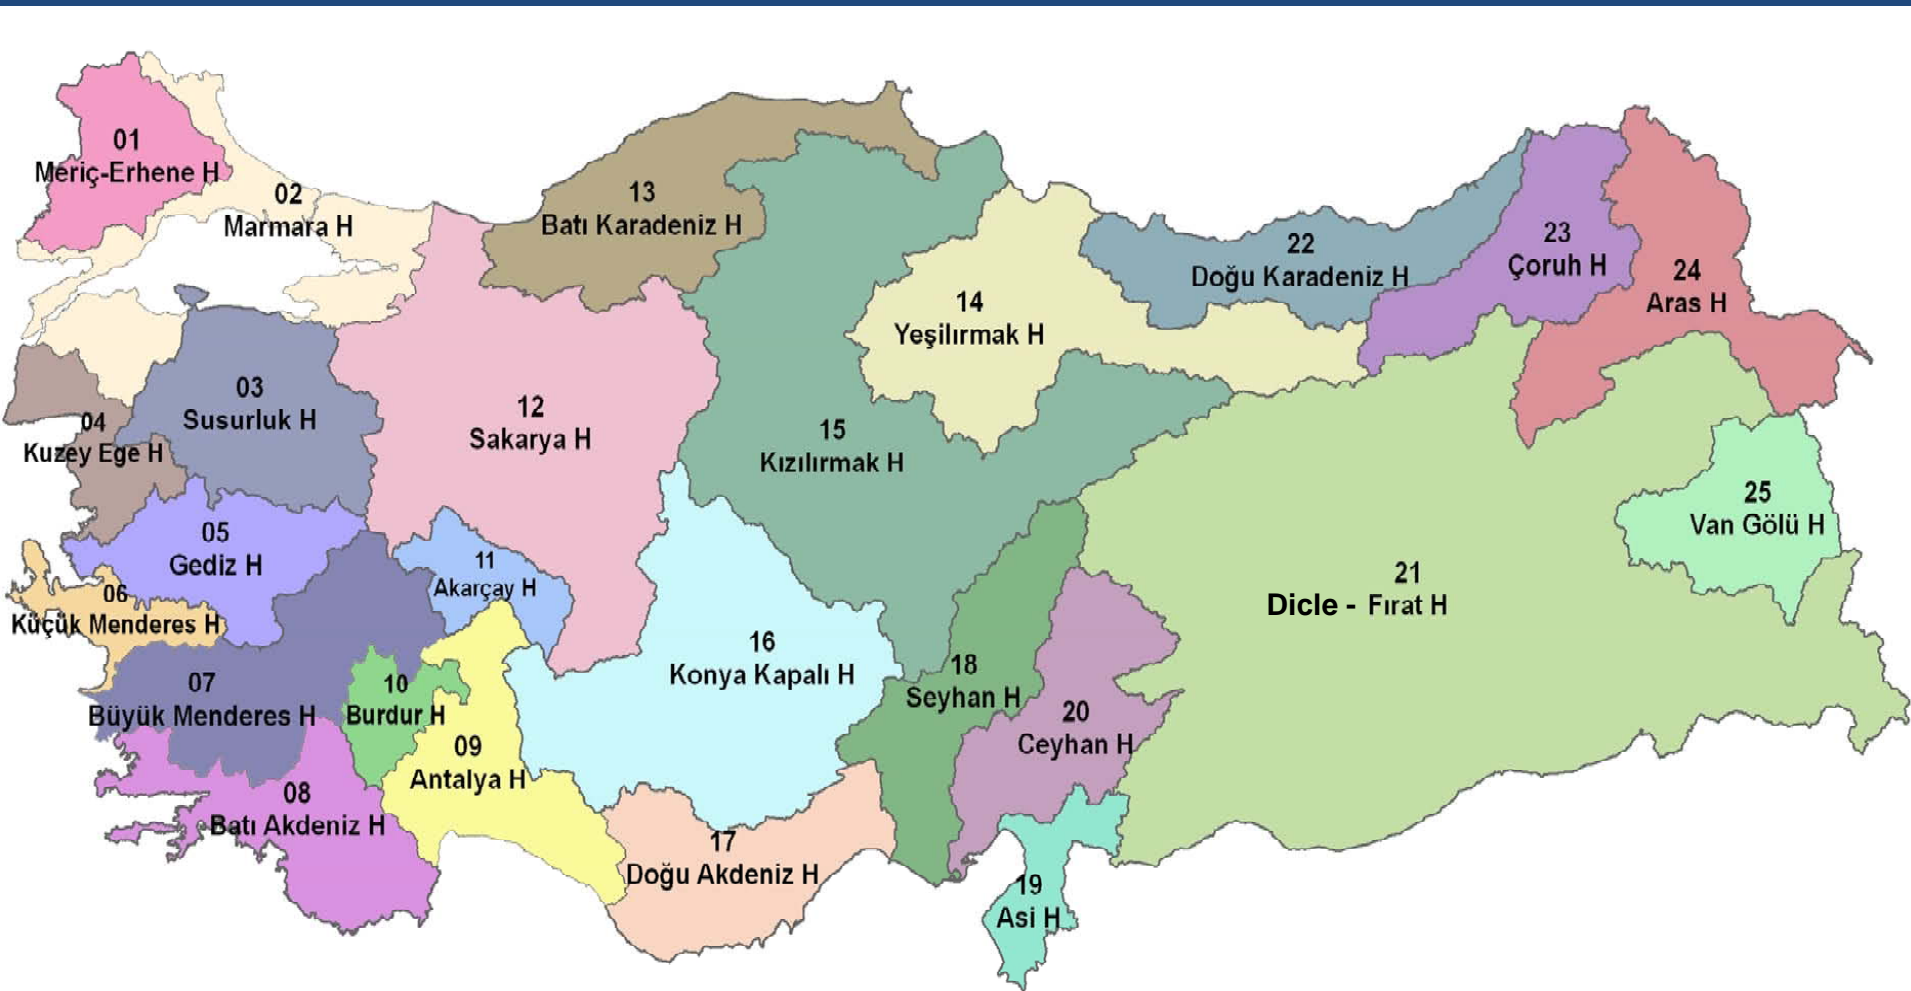 01
Meriç-Erhene H
02
Marmara H
03
Susurluk H
04
Kuzey Ege H
05
Gediz H
06
Küçük Menderes H
07
Büyük Menderes H
08
Batı Akdeniz H
09
Antalya H
10
Burdur H
11
Akarçay H
12
Sakarya H
13
Batı Karadeniz H
14
Yeşilırmak H
15
Kızılırmak H
16
Konya Kapalı H
17
Doğu Akdeniz H
18
Seyhan H
19
Asi H
20
Ceyhan H
21
Dicle - Fırat H
22
Doğu Karadeniz H
23
Çoruh H
24
Aras H
25
Van Gölü H